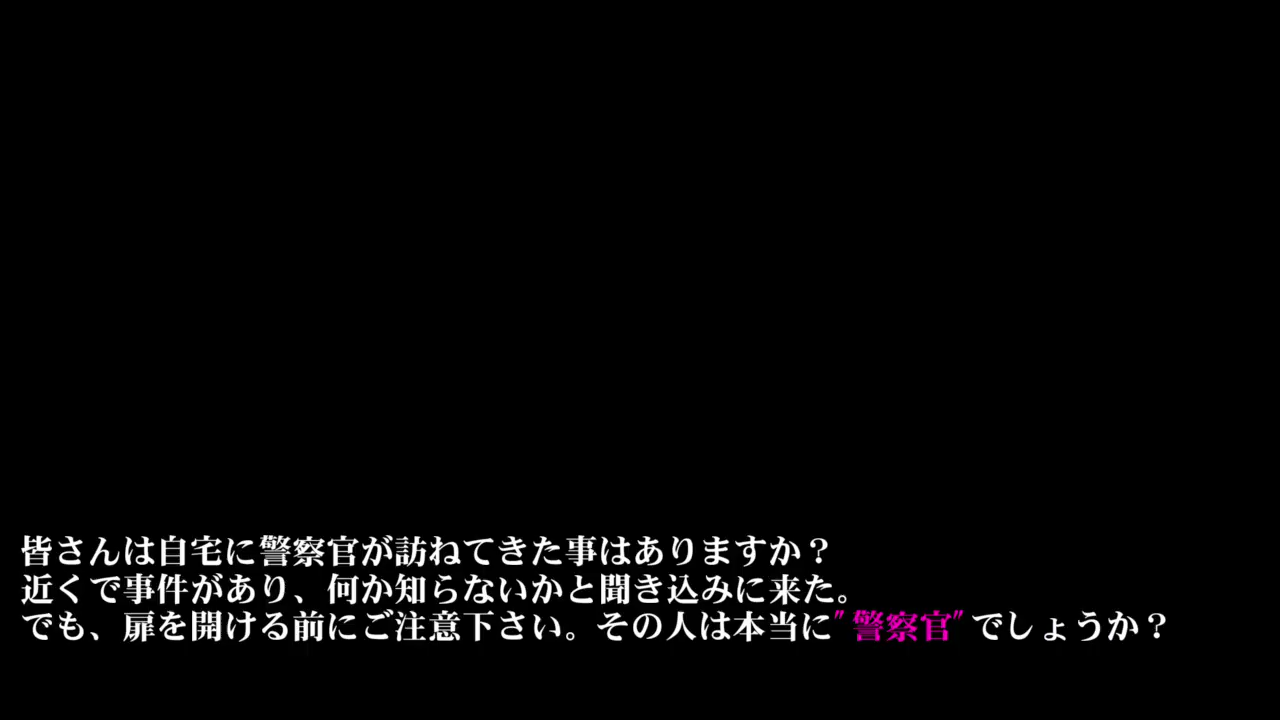 皆さんは自宅に警察官が訪ねてきた事はありますか？
近くで事件があり、何か知らないかと聞き込みに来た。
でも、扉を開ける前にご注意下さい。その人は本当に"警察官"でしょうか？